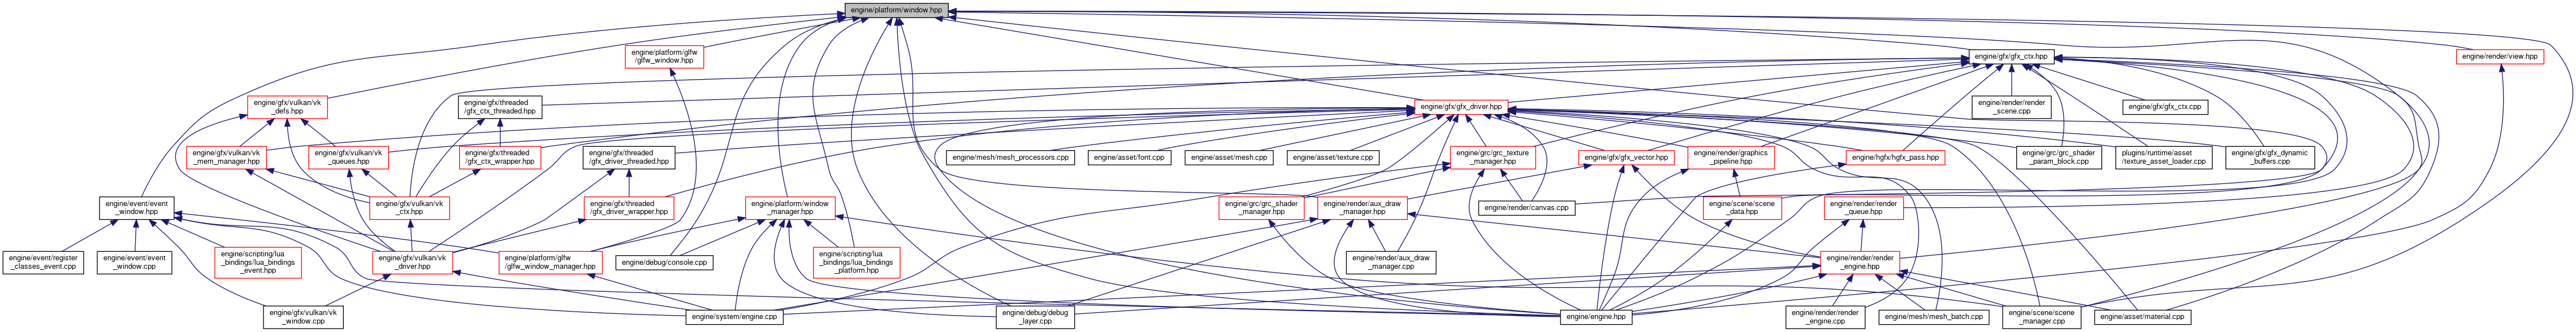 engine/platform/window.hpp
engine/platform/glfw
/glfw_window.hpp
engine/gfx/gfx_ctx.hpp
engine/render/view.hpp
engine/gfx/vulkan/vk
_defs.hpp
engine/gfx/threaded
/gfx_ctx_threaded.hpp
engine/gfx/gfx_driver.hpp
engine/render/render
_scene.cpp
engine/gfx/gfx_ctx.cpp
engine/gfx/vulkan/vk
_mem_manager.hpp
engine/gfx/vulkan/vk
_queues.hpp
engine/gfx/threaded
/gfx_ctx_wrapper.hpp
engine/gfx/threaded
/gfx_driver_threaded.hpp
engine/mesh/mesh_processors.cpp
engine/asset/font.cpp
engine/asset/mesh.cpp
engine/asset/texture.cpp
engine/grc/grc_texture
_manager.hpp
engine/gfx/gfx_vector.hpp
engine/render/graphics
_pipeline.hpp
engine/hgfx/hgfx_pass.hpp
engine/grc/grc_shader
_param_block.cpp
plugins/runtime/asset
/texture_asset_loader.cpp
engine/gfx/gfx_dynamic
_buffers.cpp
engine/event/event
_window.hpp
engine/gfx/vulkan/vk
_ctx.hpp
engine/gfx/threaded
/gfx_driver_wrapper.hpp
engine/platform/window
_manager.hpp
engine/grc/grc_shader
_manager.hpp
engine/render/aux_draw
_manager.hpp
engine/render/canvas.cpp
engine/scene/scene
_data.hpp
engine/render/render
_queue.hpp
engine/event/register
_classes_event.cpp
engine/event/event
_window.cpp
engine/scripting/lua
_bindings/lua_bindings
_event.hpp
engine/gfx/vulkan/vk
_driver.hpp
engine/platform/glfw
/glfw_window_manager.hpp
engine/debug/console.cpp
engine/scripting/lua
_bindings/lua_bindings
_platform.hpp
engine/render/aux_draw
_manager.cpp
engine/render/render
_engine.hpp
engine/gfx/vulkan/vk
_window.cpp
engine/system/engine.cpp
engine/debug/debug
_layer.cpp
engine/engine.hpp
engine/render/render
_engine.cpp
engine/mesh/mesh_batch.cpp
engine/scene/scene
_manager.cpp
engine/asset/material.cpp